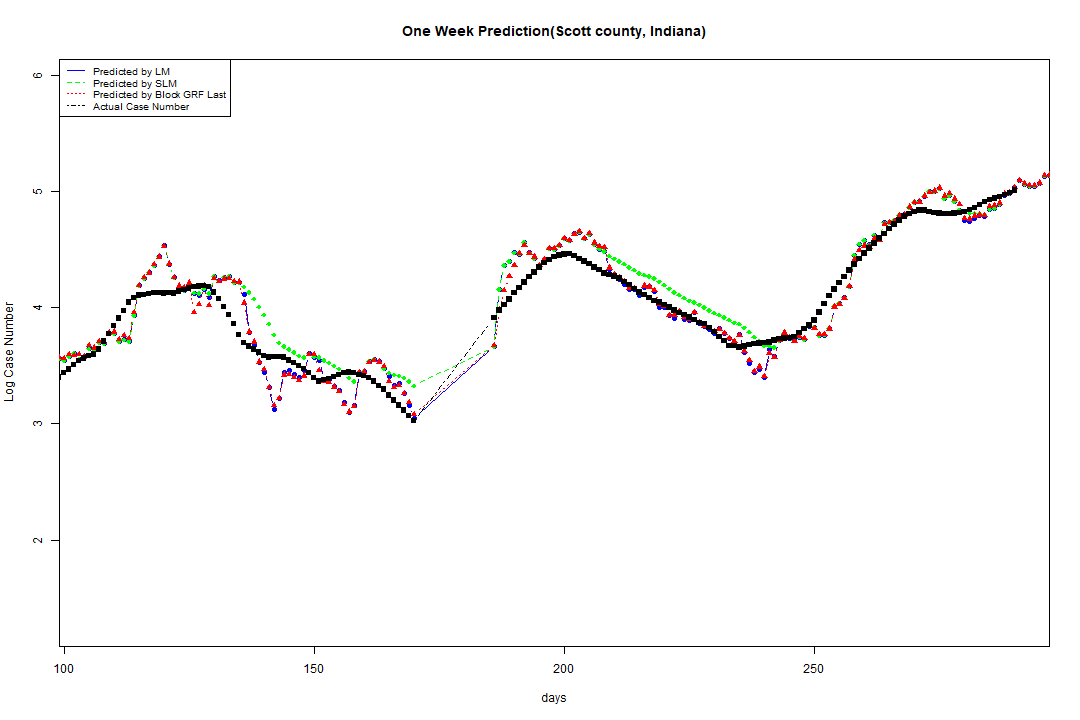 One Week Prediction(Scott county, Indiana)
Predicted by LM
Predicted by SLM
Predicted by Block GRF Last
Actual Case Number
6
5
4
3
2
Log Case Number
100 150 200 250
days